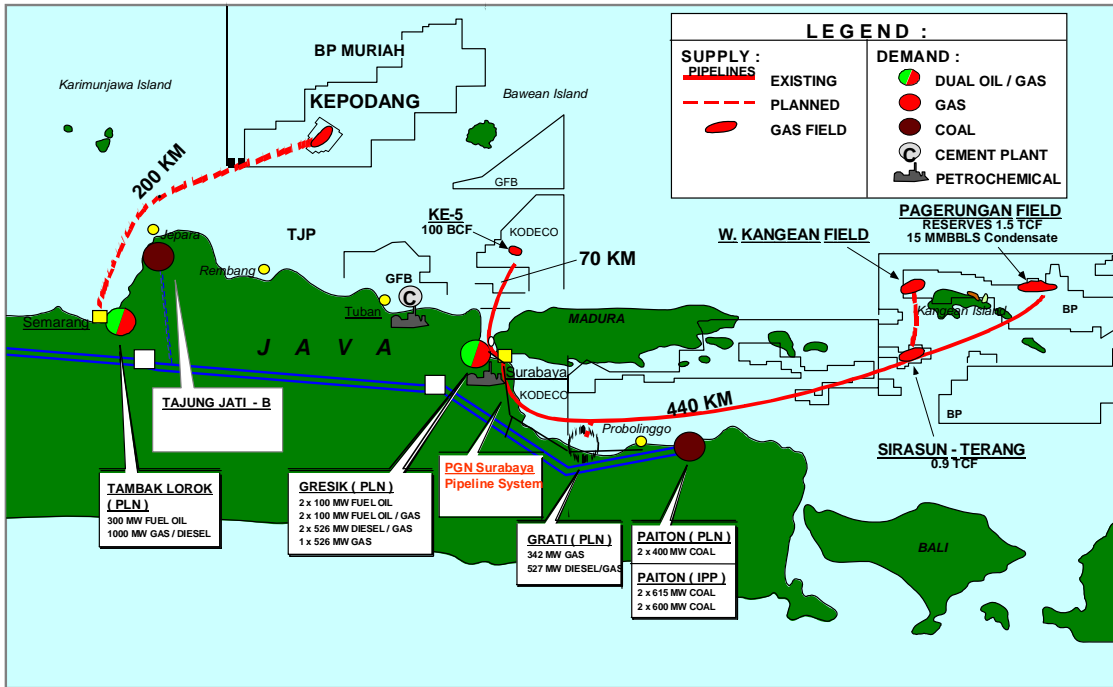 LEGEND :
SUPPLY :
PIPELINES
EXISTING
PLANNED
GAS FIELD
DEMAND :
DUAL OIL / GAS
GAS
COAL
C
CEMENT PLANT
PETROCHEMICAL
BP MURIAH
KEPODANG
Karimunjawa Island
Bawean Island
200 KM
GFB
KE-5
100 BCF
KODECO
70 KM
PAGERUNGAN FIELD
RESERVES 1.5 TCF
15 MMBBLS Condensate
W. KANGEAN FIELD
Kangean Island
BP
Jepara
TJP
Rembang
GFB
C
Tuban
Semarang
JAVA
MADURA
Surabaya
KODECO
440 KM
BP
Probolinggo
SIRASUN - TERANG
0.9 TCF
TAJUNG JATI - B
TAMBAK LOROK
(PLN)
300 MW FUEL OIL
1000 MW GAS / DIESEL
GRESIK ( PLN )
2 x 100 MW FUEL OIL
2 x 100 MW FUEL OIL / GAS
2 x 526 MW DIESEL / GAS
1 x 526 MW GAS
PGN Surabaya
Pipeline System
GRATI ( PLN )
342 MW GAS
527 MW DIESEL/GAS
PAITON ( PLN )
2 x 400 MW COAL
PAITON ( IPP )
2 x 615 MW COAL
2 x 600 MW COAL
BALI